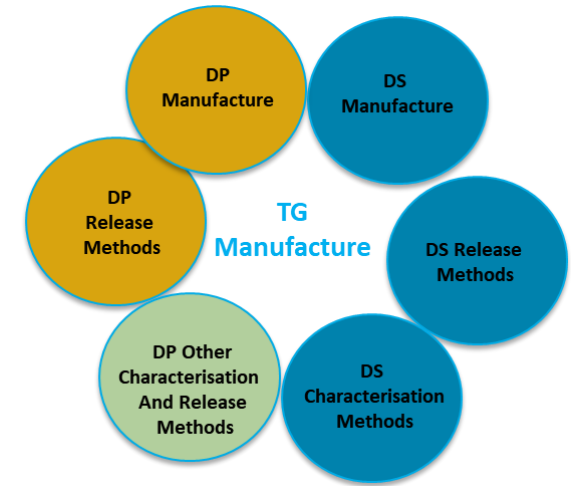 DP
Manufacture
DS
Manufacture
DP
Release
Methods
TG
Manufacture
DS Release
Methods
DP Other
Characterisation
And Release
Methods
DS
Characterisation
Methods